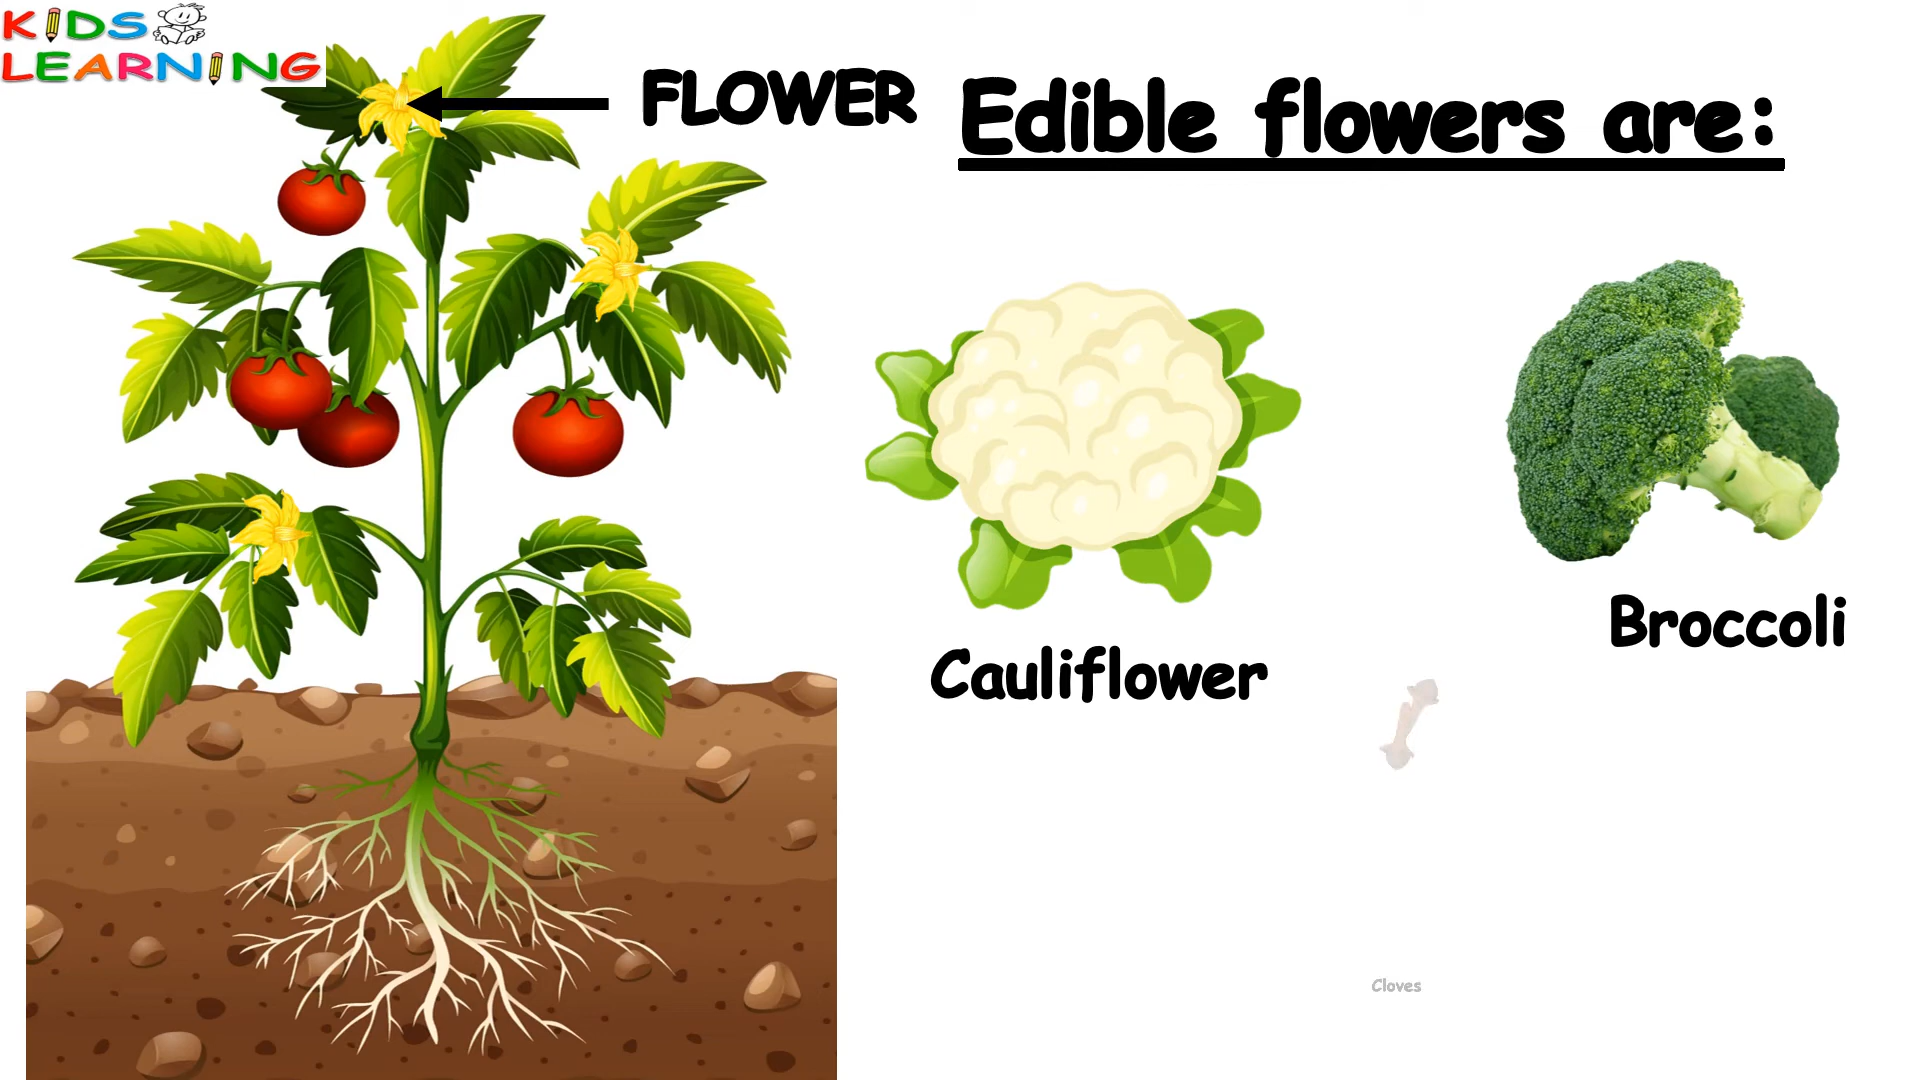 KIDS
LEARNING
FLOWER
Edible flowers are:
Cauliflower
Broccoli
Cloves